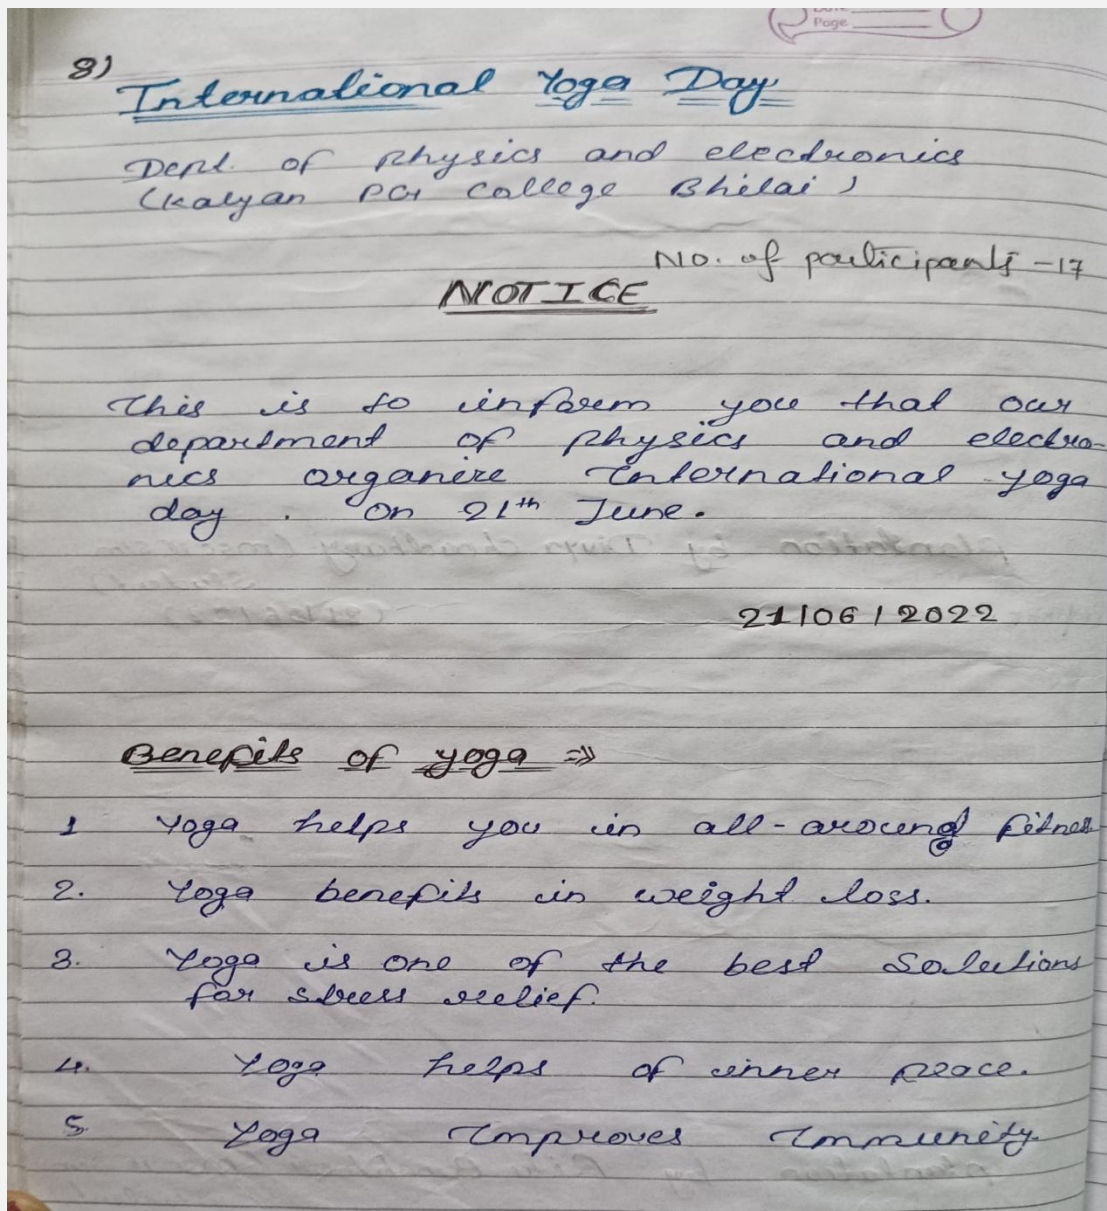 Page
8)
International Yoga Day
Dept. of Physics and electronics
(Kalyan PG College Bhilai)
No. of participants - 17
NOTICE
This is to inform you that our
department of physics and electro-
nics organize International yoga
day . On 21th June.
21/06/2022
Benefits of yoga ⇒
1 Yoga helps you in all-around fitness
2. Yoga benefits in weight loss.
3. Yoga is one of the best Solutions
for stress relief.
4. Yoga helps of inner peace.
5. Yoga Improves Immunity.